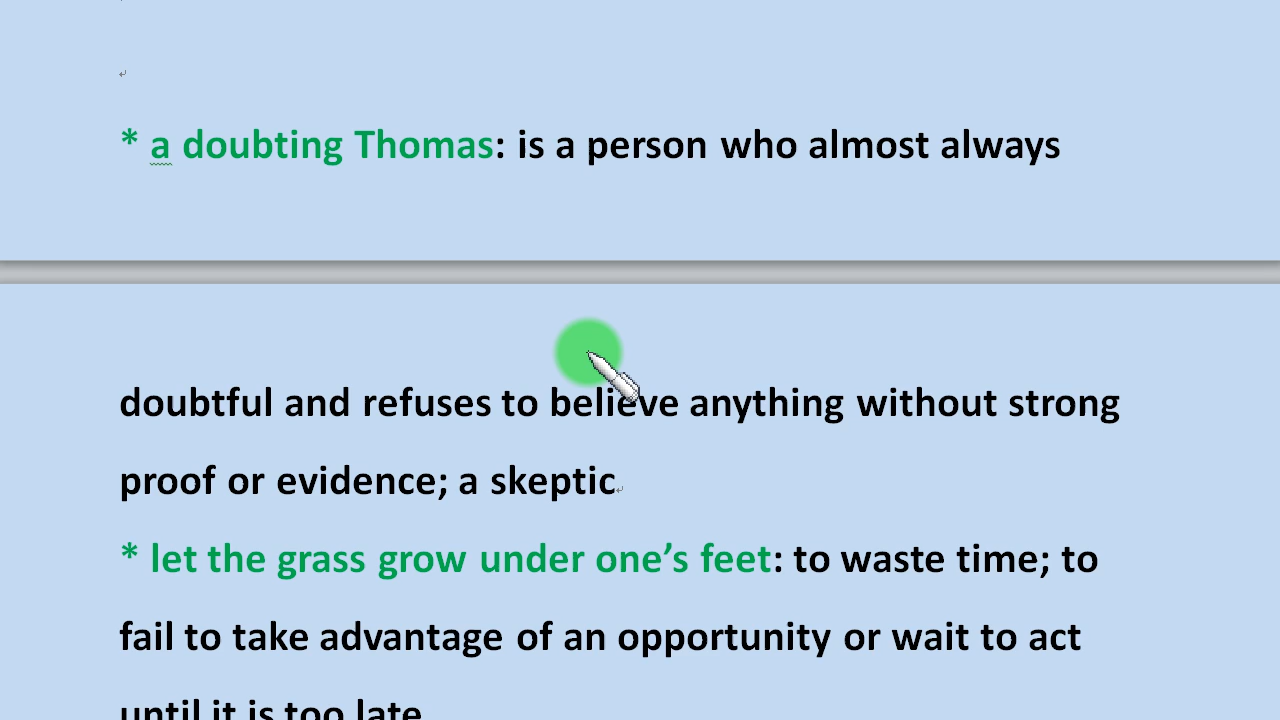 * a doubting Thomas: is a person who almost always
doubtful and refuses to believe anything without strong
proof or evidence; a skeptic
* let the grass grow under one’s feet: to waste time; to
fail to take advantage of an opportunity or wait to act
until it is too late